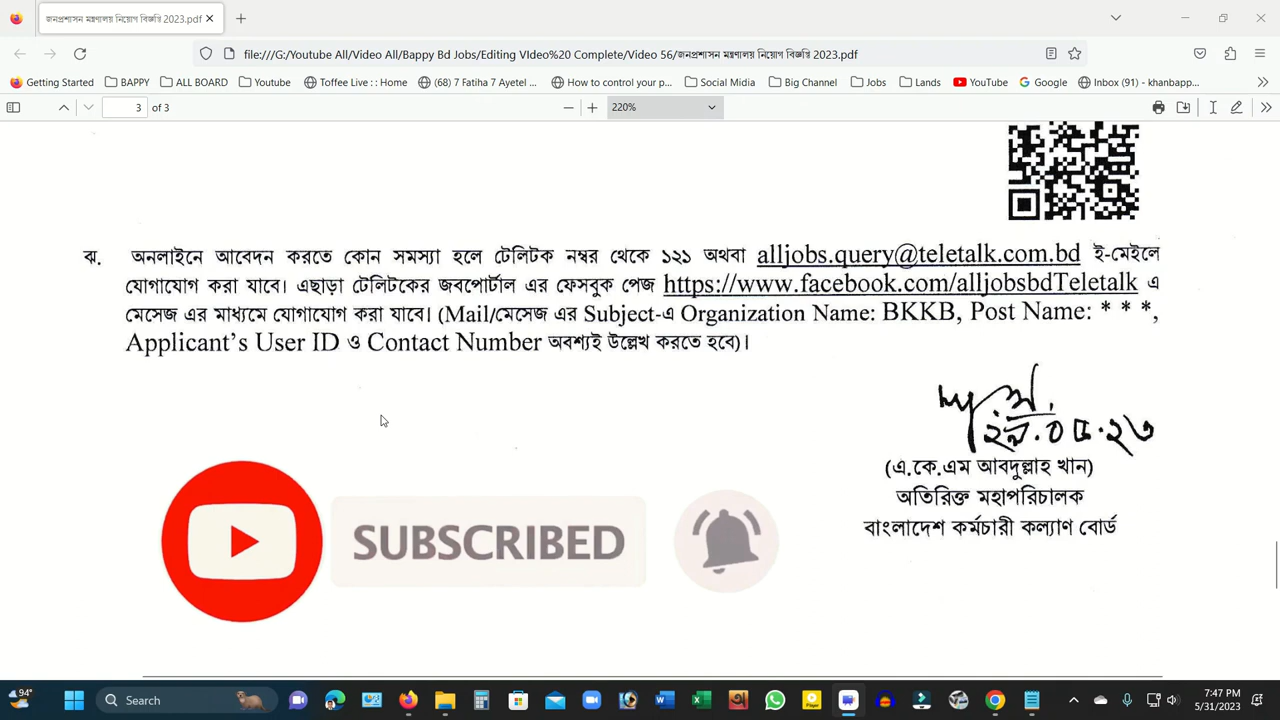 জনপ্রশাসন মন্ত্রণালয় নিয়োগ বিজ্ঞপ্তি 2023.pdf
file:///G:/Youtube All/Video All/Bappy Bd Jobs/Editing VIdeo%20 Complete/Video 56/জনপ্রশাসন মন্ত্রণালয় নিয়োগ বিজ্ঞপ্তি 2023.pdf
Getting Started BAPPY ALL BOARD Youtube Toffee Live : : Home (68) 7 Fatiha 7 Ayetel ... How to control your p... Social Midia Big Channel Jobs Lands YouTube Google Inbox (91) - khanbapp...
3 of 3 220%
ঝ. অনলাইনে আবেদন করতে কোন সমস্যা হলে টেলিটক নম্বর থেকে ১২১ অথবা alljobs.query@teletalk.com.bd ই-মেইলে
যোগাযোগ করা যাবে। এছাড়া টেলিটকের জবপোর্টাল এর ফেসবুক পেজ https://www.facebook.com/alljobsbdTeletalk এ
মেসেজ এর মাধ্যমে যোগাযোগ করা যাবে। (Mail/মেসেজ এর Subject-এ Organization Name: BKKB, Post Name: * * *,
Applicant's User ID ও Contact Number অবশ্যই উল্লেখ করতে হবে)।
২৯.০৫.২৩
(এ.কে.এম আবদুল্লাহ খান)
অতিরিক্ত মহাপরিচালক
বাংলাদেশ কর্মচারী কল্যাণ বোর্ড
SUBSCRIBED
94°
Search
7:47 PM
5/31/2023